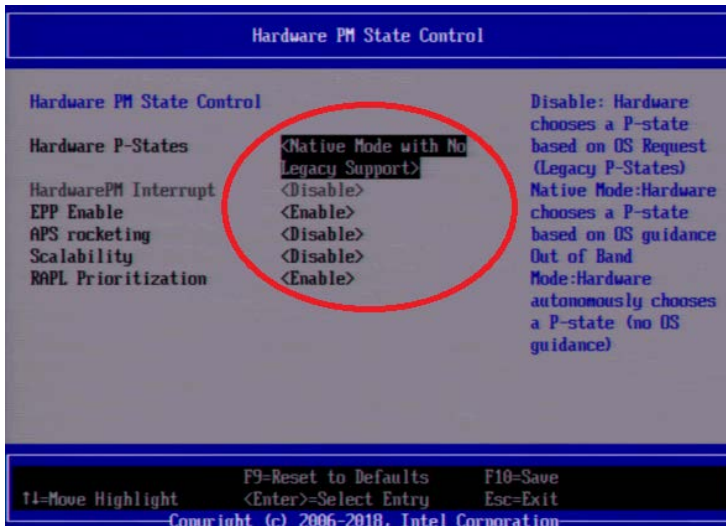 Hardware PM State Control
Hardware PM State Control
Hardware P-States <Native Mode with No
Legacy Support>
HardwarePM Interrupt <Disable>
EPP Enable <Enable>
APS rocketing <Disable>
Scalability <Disable>
RAPL Prioritization <Enable>
Disable: Hardware
chooses a P-state
based on OS Request
(Legacy P-States)
Native Mode:Hardware
chooses a P-state
based on OS guidance
Out of Band
Mode:Hardware
autonomously chooses
a P-state (no OS
guidance)
F9=Reset to Defaults F10=Save
↑↓=Move Highlight <Enter>=Select Entry Esc=Exit
Copyright (c) 2006-2018, Intel Corporation